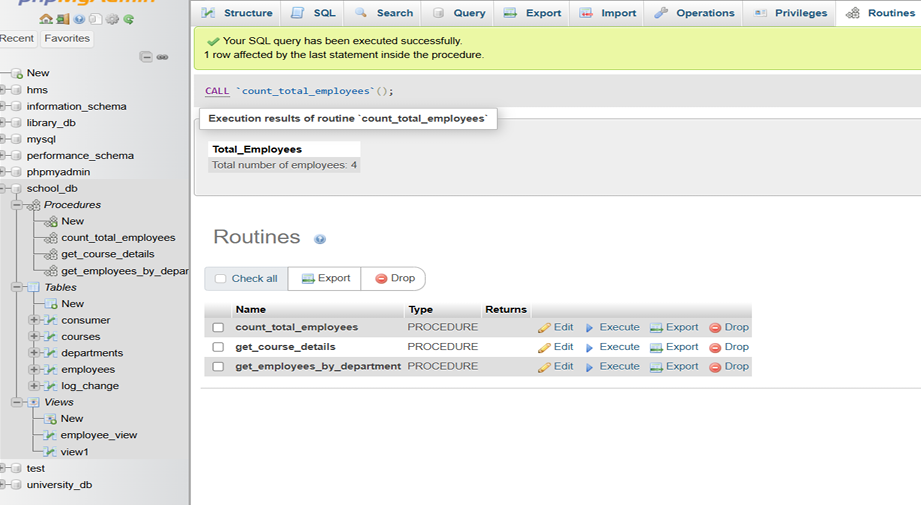 phpMyAdmin
Recent Favorites
New
hms
information_schema
library_db
mysql
performance_schema
phpmyadmin
school_db
Procedures
New
count_total_employees
get_course_details
get_employees_by_depar
Tables
New
consumer
courses
departments
employees
log_change
Views
New
employee_view
view1
test
university_db
Structure SQL Search Query Export Import Operations Privileges Routines
Your SQL query has been executed successfully.
1 row affected by the last statement inside the procedure.
CALL `count_total_employees`();
Execution results of routine `count_total_employees`
Total_Employees
Total number of employees: 4
Routines
Check all Export Drop
Name Type Returns
count_total_employees PROCEDURE Edit Execute Export Drop
get_course_details PROCEDURE Edit Execute Export Drop
get_employees_by_department PROCEDURE Edit Execute Export Drop